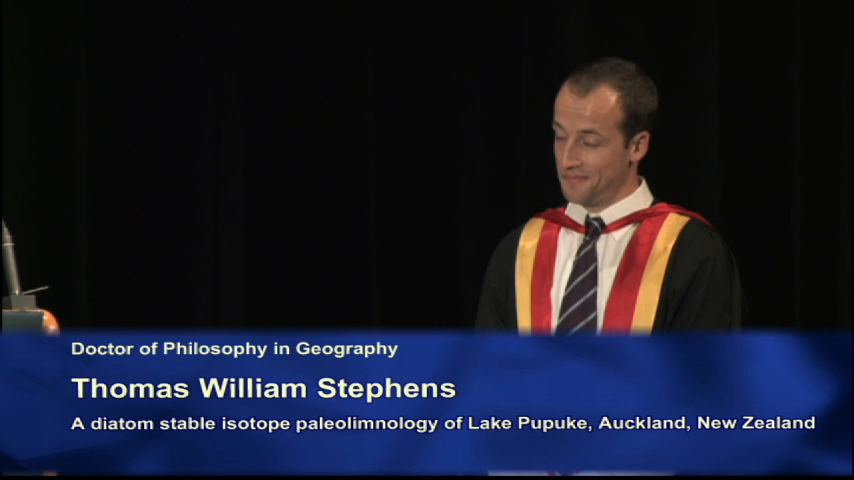 Doctor of Philosophy in Geography
Thomas William Stephens
A diatom stable isotope paleolimnology of Lake Pupuke, Auckland, New Zealand